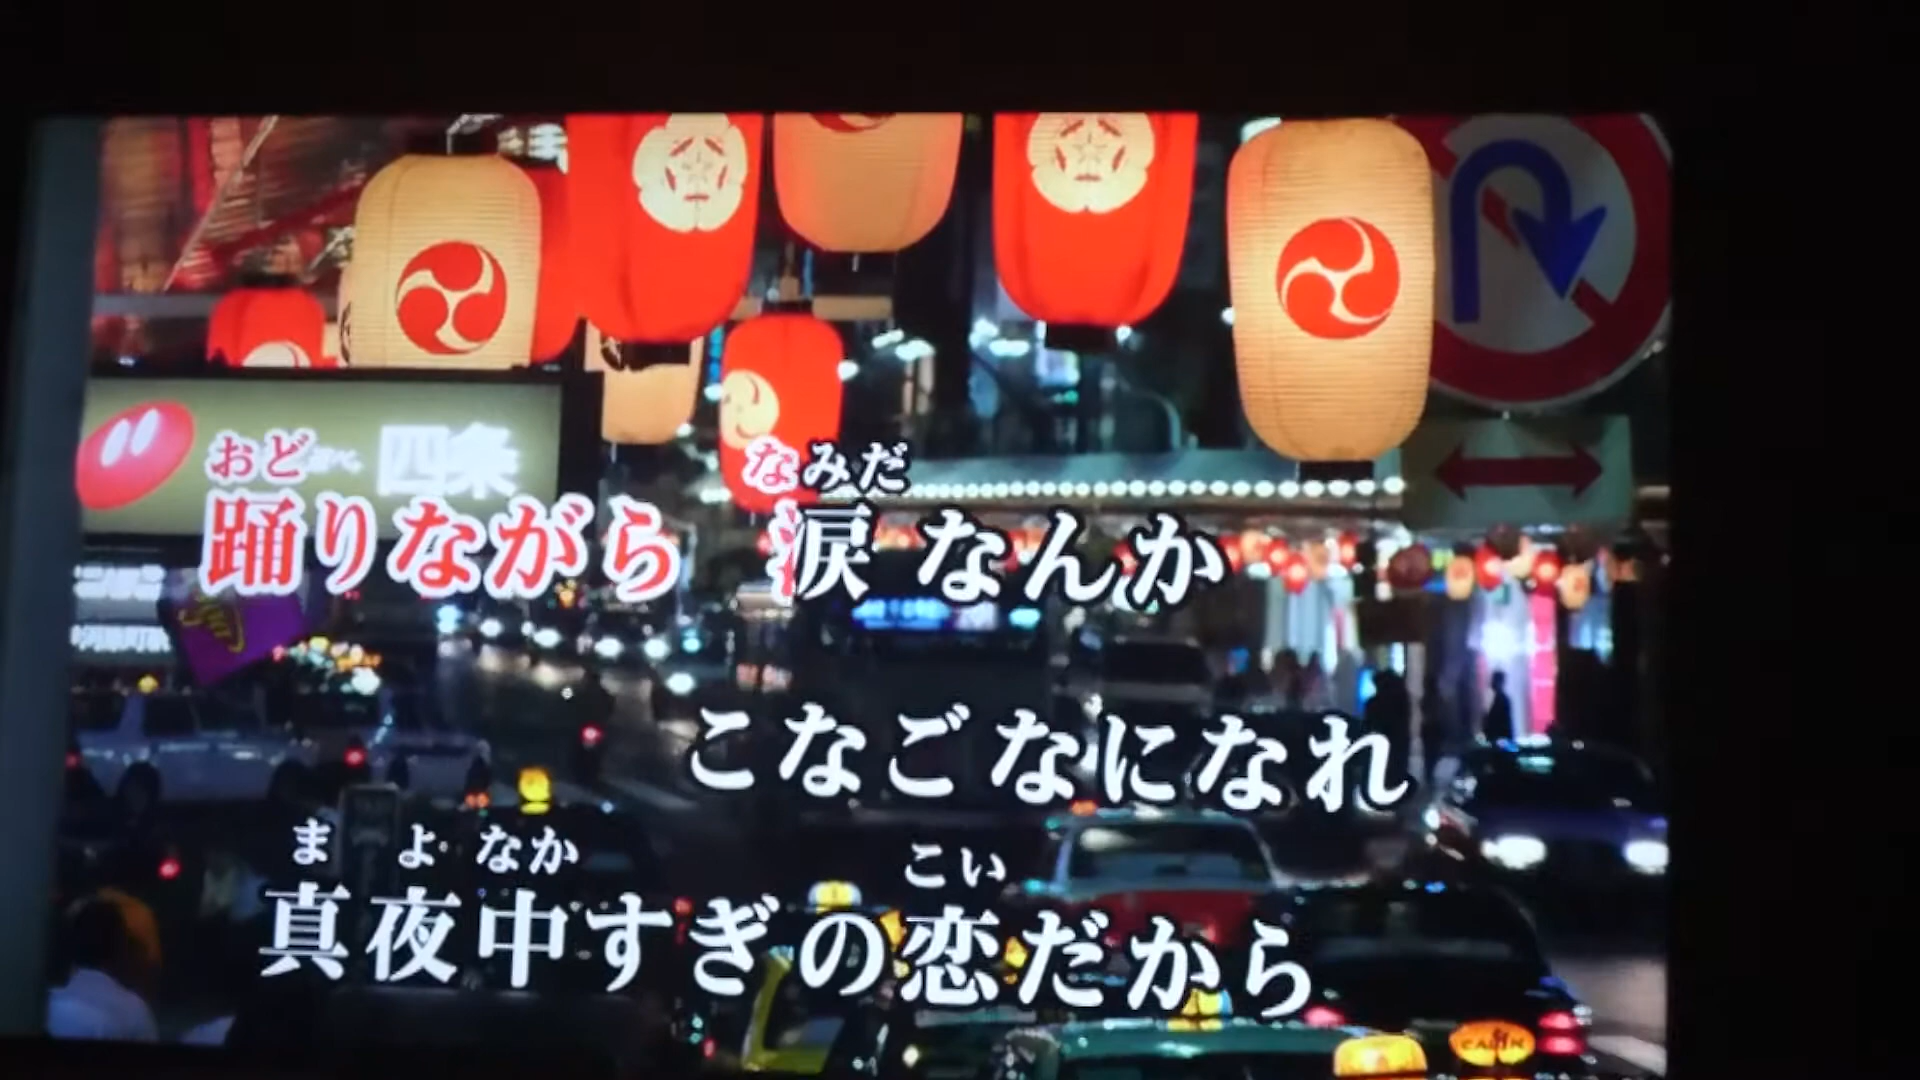 四条
おど なみだ
踊りながら 涙なんか
こなごなになれ
ま よ なか こい
真夜中すぎの恋だから